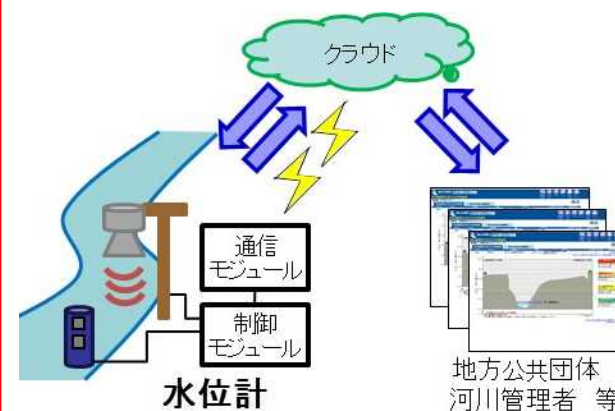 クラウド
通信
モジュール
制御
モジュール
水位計
地方公共団体
河川管理者 等